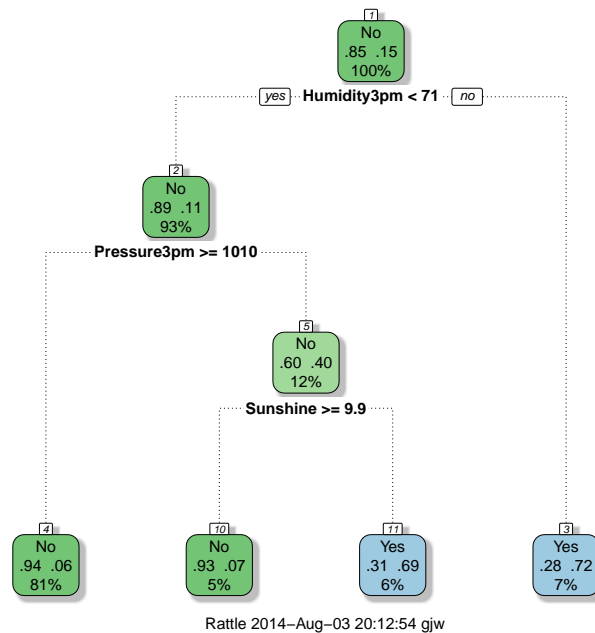 1
No
.85 .15
100%
yes Humidity3pm < 71 no
2
No
.89 .11
93%
Pressure3pm >= 1010
5
No
.60 .40
12%
Sunshine >= 9.9
4
No
.94 .06
81%
10
No
.93 .07
5%
11
Yes
.31 .69
6%
3
Yes
.28 .72
7%
Rattle 2014−Aug−03 20:12:54 gjw